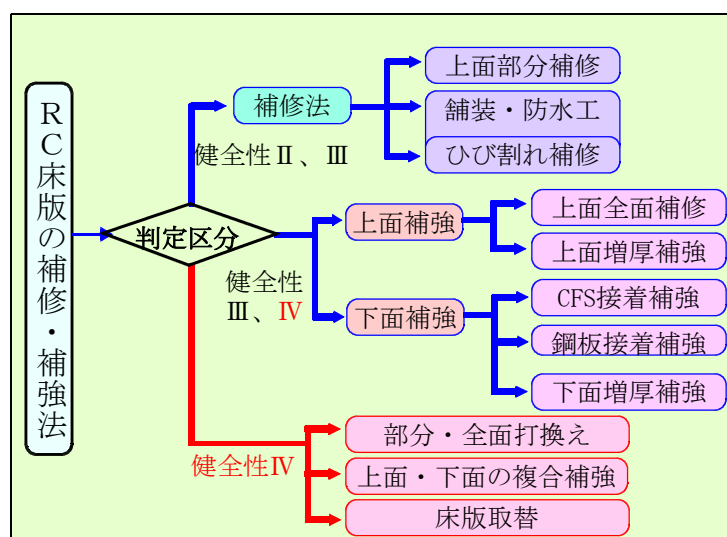 RC床版の補修・補強法
判定区分
補修法
健全性Ⅱ、Ⅲ
上面部分補修
舗装・防水工
ひび割れ補修
健全性
Ⅲ、Ⅳ
上面補強
上面全面補修
上面増厚補強
下面補強
CFS接着補強
鋼板接着補強
下面増厚補強
健全性Ⅳ
部分・全面打換え
上面・下面の複合補強
床版取替